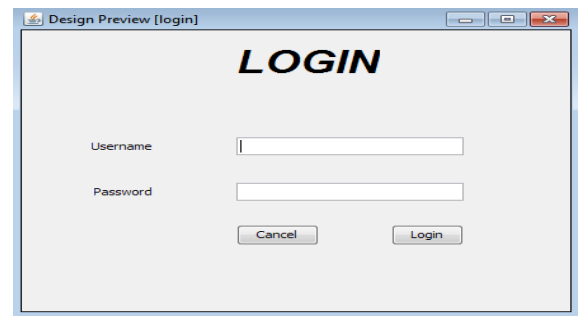 Design Preview [login]
LOGIN
Username
Password
Cancel Login